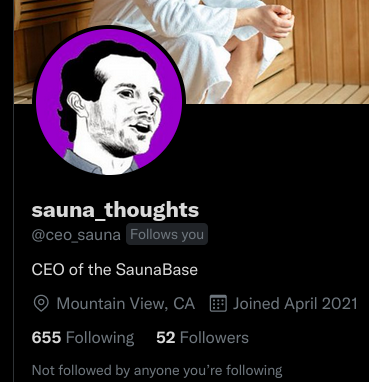 sauna_thoughts
@ceo_sauna Follows you
CEO of the SaunaBase
Mountain View, CA Joined April 2021
655 Following 52 Followers
Not followed by anyone you're following